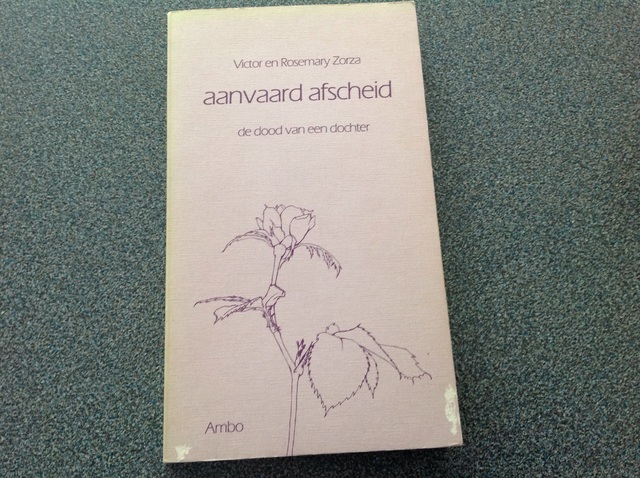 Victor en Rosemary Zorza
aanvaard afscheid
de dood van een dochter
Ambo